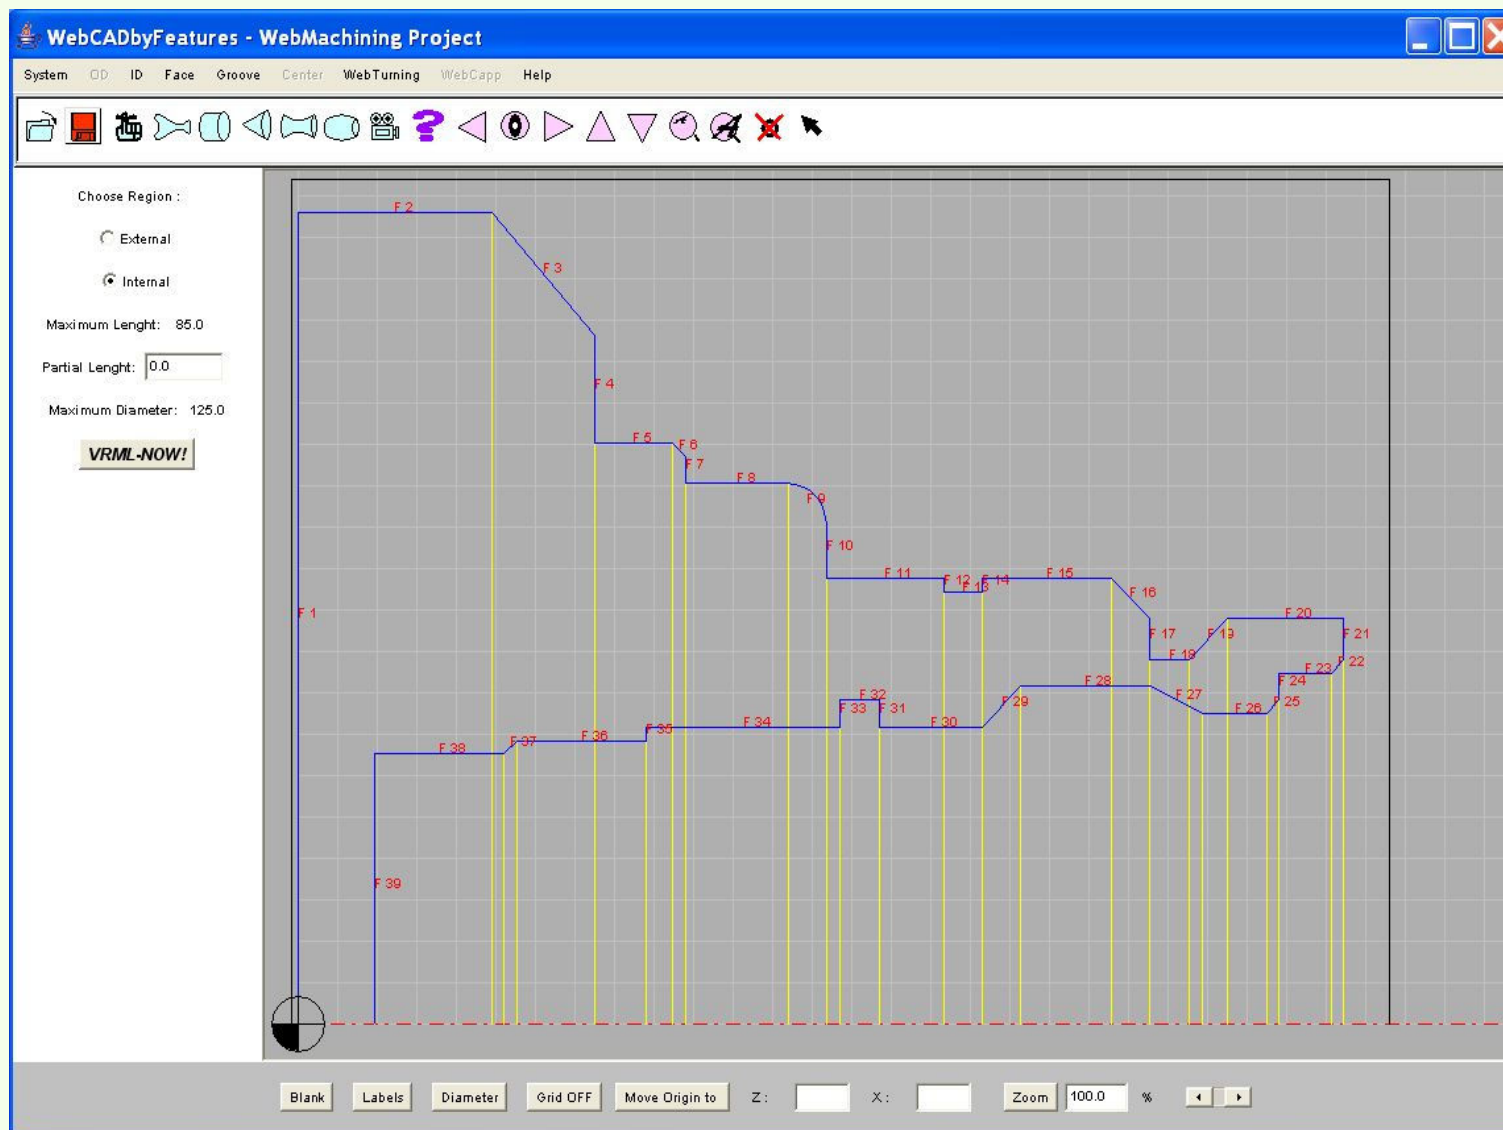 WebCADbyFeatures - WebMachining Project
System OD ID Face Groove Center WebTurning WebCapp Help
Choose Region :
External
Internal
Maximum Lenght: 85.0
Partial Lenght: 0.0
Maximum Diameter: 125.0
VRML-NOW!
F 2
F 3
F 4
F 5
F 6
F 7
F 8
F 9
F 10
F 11
F 12
F 13
F 14
F 15
F 16
F 1
F 17
F 18
F 19
F 20
F 21
F 22
F 23
F 24
F 25
F 26
F 27
F 28
F 29
F 30
F 31
F 32
F 33
F 34
F 35
F 36
F 37
F 38
F 39
Blank Labels Diameter Grid OFF Move Origin to Z : X : Zoom 100.0 %